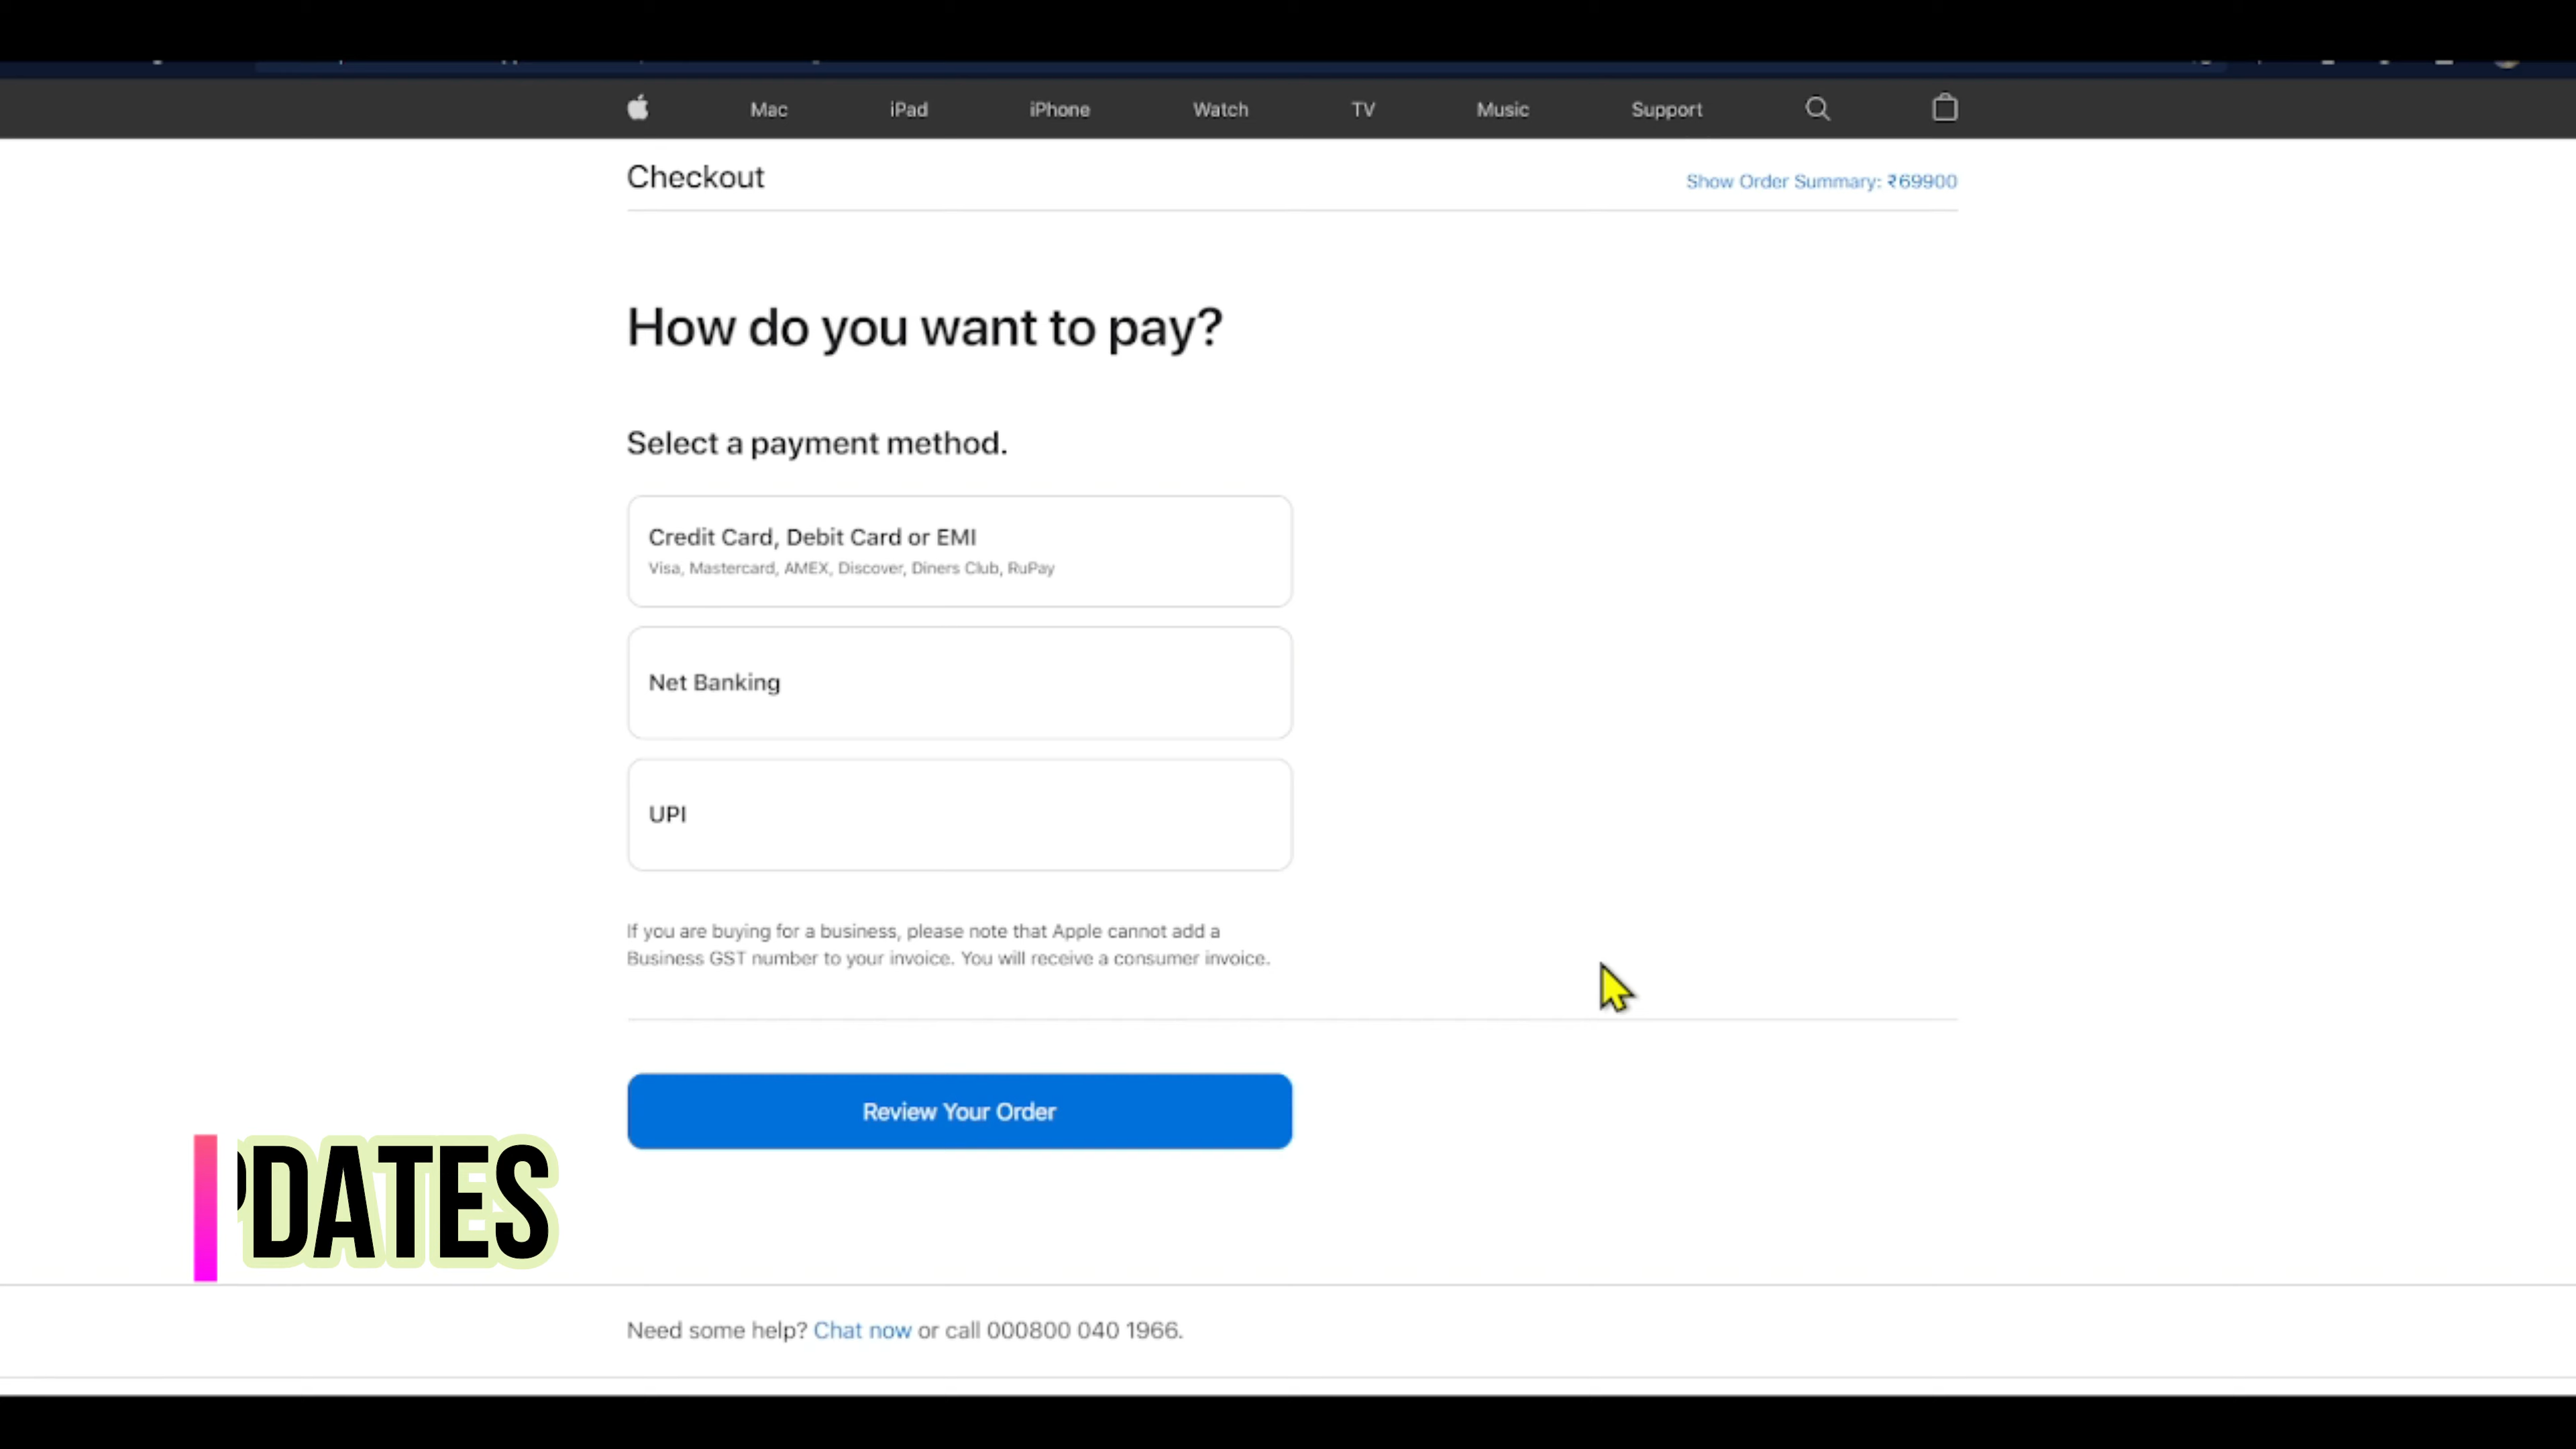 Mac iPad iPhone Watch TV Music Support
Checkout
Show Order Summary: ₹69900
How do you want to pay?
Select a payment method.
Credit Card, Debit Card or EMI
Visa, Mastercard, AMEX, Discover, Diners Club, RuPay
Net Banking
UPI
If you are buying for a business, please note that Apple cannot add a
Business GST number to your invoice. You will receive a consumer invoice.
Review Your Order
PDATES
Need some help? Chat now or call 000800 040 1966.